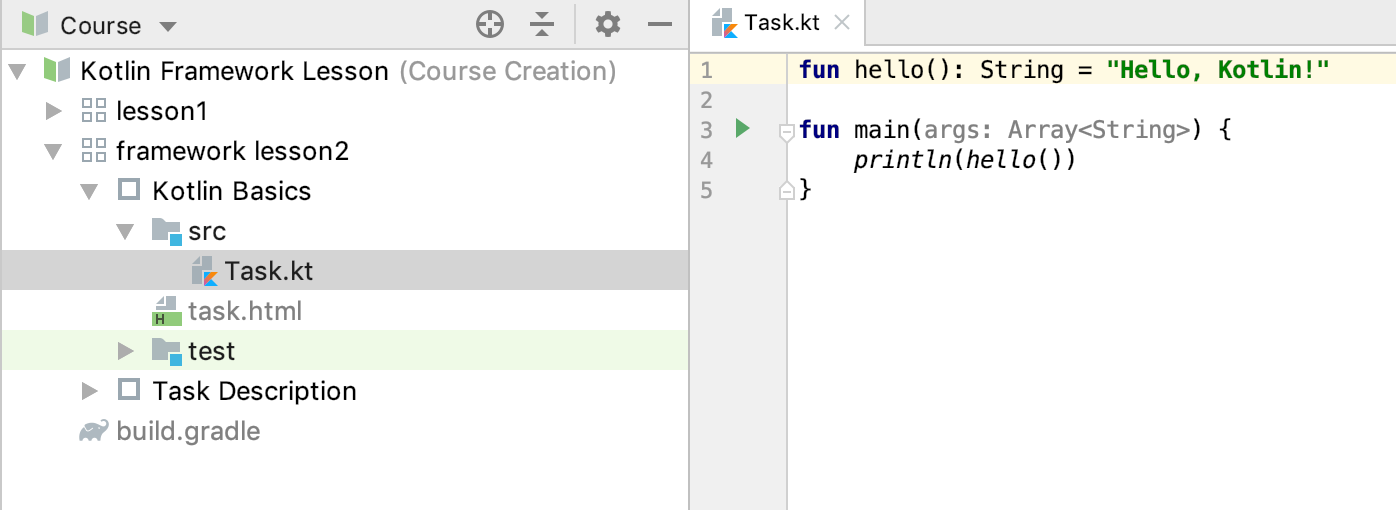 Course
Kotlin Framework Lesson (Course Creation)
lesson1
framework lesson2
Kotlin Basics
src
Task.kt
H
task.html
test
Task Description
build.gradle
Task.kt
1 fun hello(): String = "Hello, Kotlin!"
2
3 fun main(args: Array<String>) {
4     println(hello())
5 }